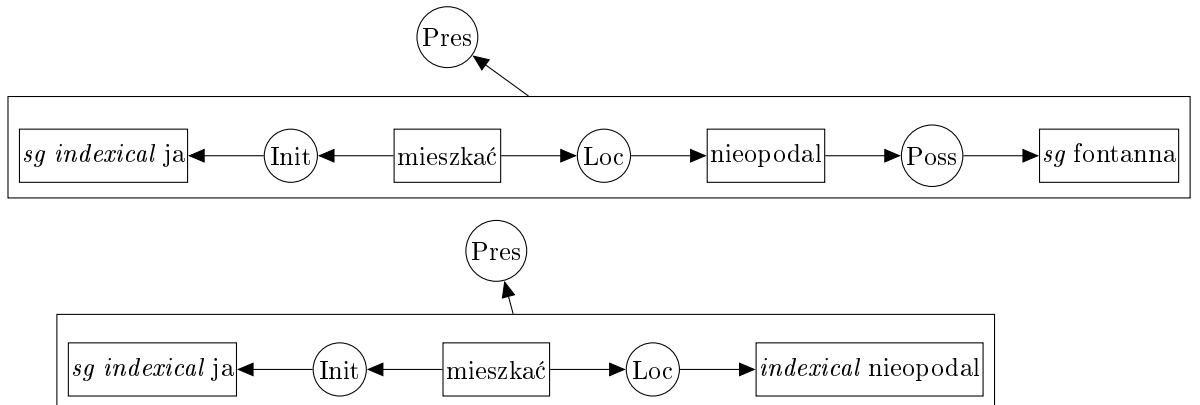 Pres
sg indexical ja Init mieszkać Loc nieopodal Poss sg fontanna
Pres
sg indexical ja Init mieszkać Loc indexical nieopodal